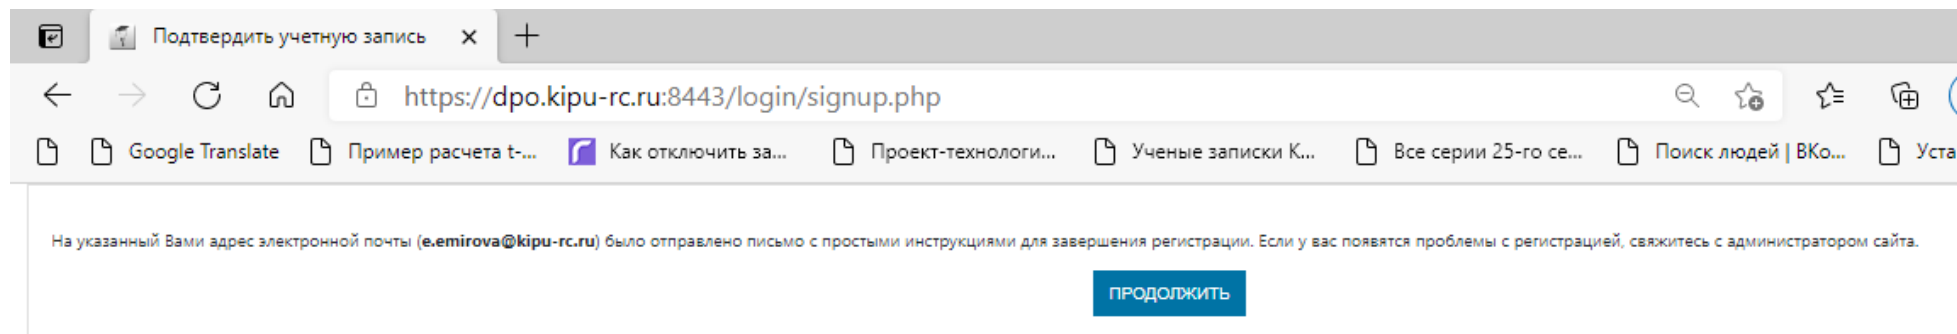 Подтвердить учетную запись
https://dpo.kipu-rc.ru:8443/login/signup.php
Google Translate Пример расчета t-... Как отключить за... Проект-технологи... Ученые записки К... Все серии 25-го се... Поиск людей | ВКо... Уста
На указанный Вами адрес электронной почты (e.emirova@kipu-rc.ru) было отправлено письмо с простыми инструкциями для завершения регистрации. Если у вас появятся проблемы с регистрацией, свяжитесь с администратором сайта.
ПРОДОЛЖИТЬ